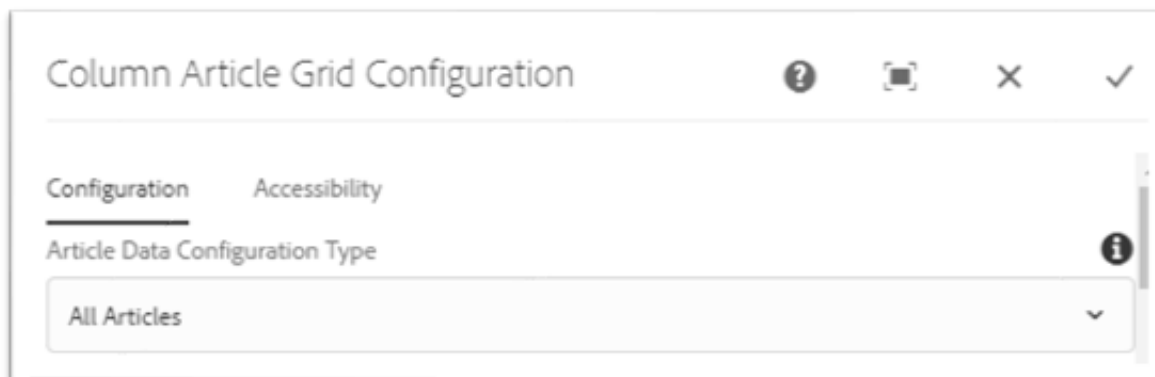 Column Article Grid Configuration
Configuration Accessibility
Article Data Configuration Type
All Articles